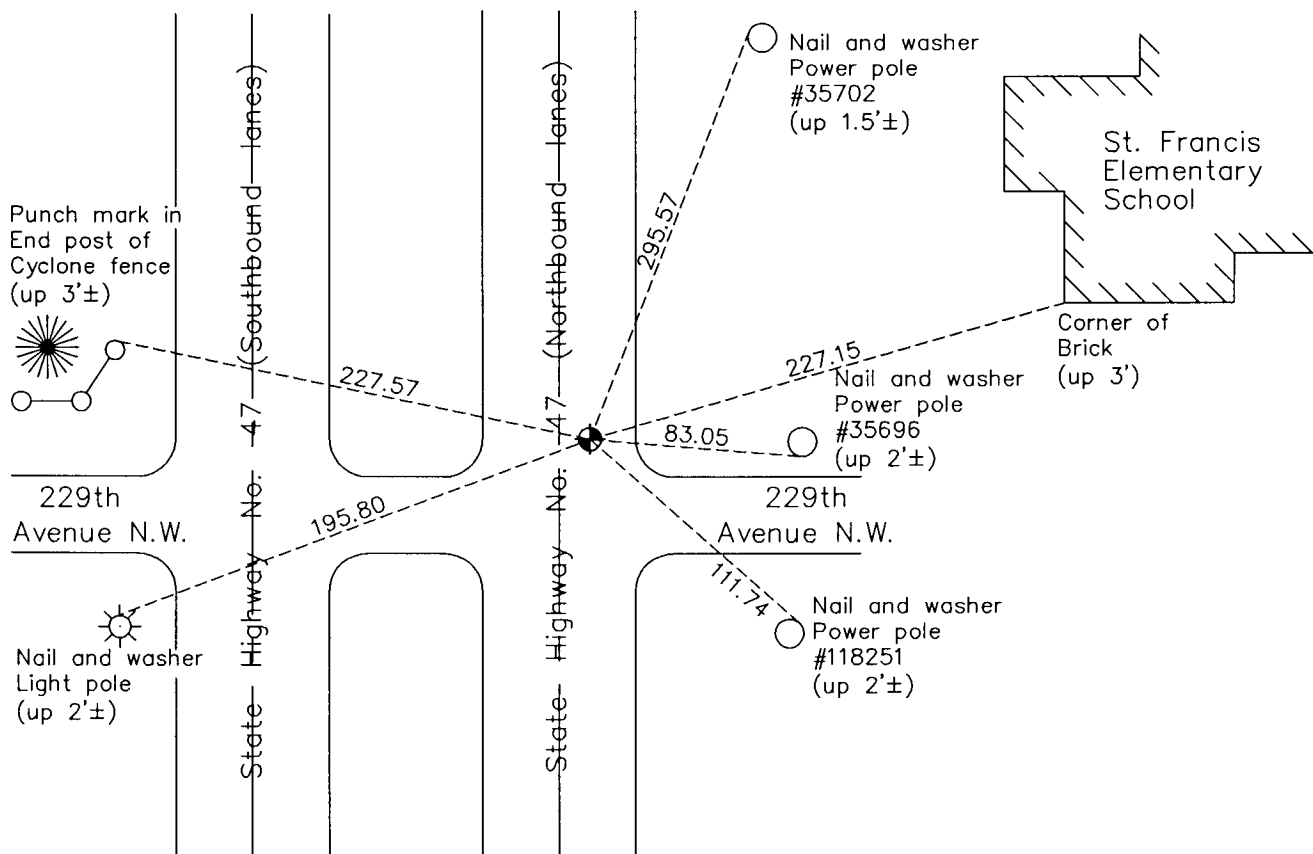 Nail and washer
Power pole
#35702
(up 1.5'±)
St. Francis
Elementary
School
Punch mark in
End post of
Cyclone fence
(up 3'±)
State Highway No. 47 (Southbound lanes)
State Highway No. 47 (Northbound lanes)
295.57
227.15
227.57
83.05
195.80
111.74
Corner of
Brick
(up 3')
Nail and washer
Power pole
#35696
(up 2'±)
229th
Avenue N.W.
229th
Avenue N.W.
Nail and washer
Light pole
(up 2'±)
Nail and washer
Power pole
#118251
(up 2'±)